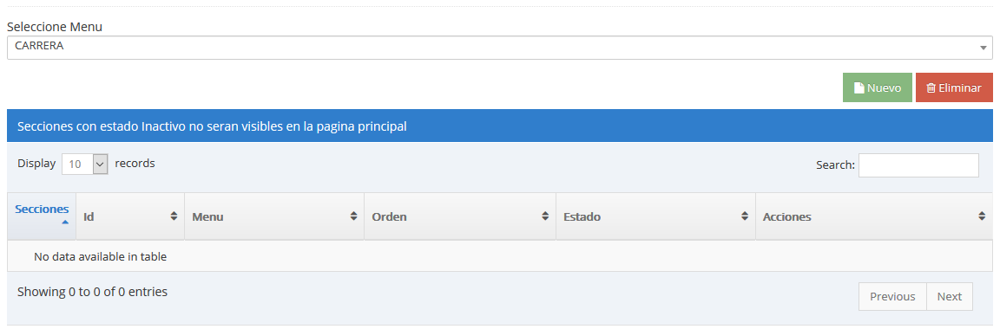 Seleccione Menu
CARRERA
Nuevo Eliminar
Secciones con estado Inactivo no seran visibles en la pagina principal
Display 10 records Search:
Secciones Id Menu Orden Estado Acciones
No data available in table
Showing 0 to 0 of 0 entries
Previous Next